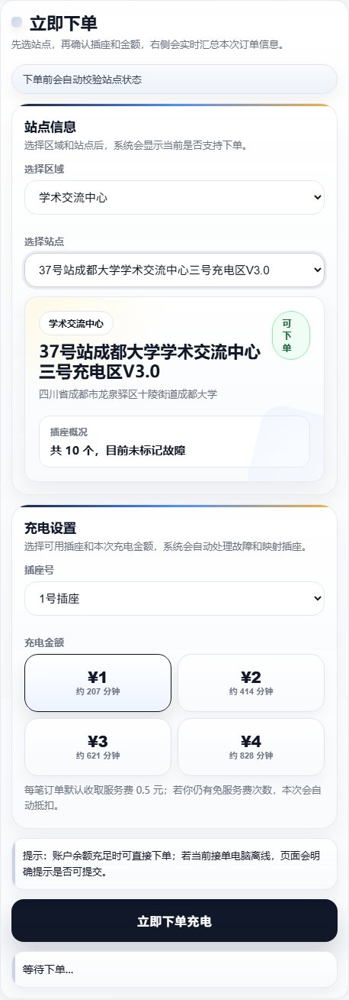 立即下单
先选站点，再确认插座和金额，右侧会实时汇总本次订单信息。
下单前会自动校验站点状态
站点信息
选择区域和站点后，系统会显示当前是否支持下单。
选择区域
学术交流中心
选择站点
37号站成都大学学术交流中心三号充电区V3.0
学术交流中心
可
下
单
37号站成都大学学术交流中心
三号充电区V3.0
四川省成都市龙泉驿区十陵街道成都大学
插座概况
共 10 个，目前未标记故障
充电设置
选择可用插座和本次充电金额，系统会自动处理故障和映射插座。
插座号
1号插座
充电金额
¥1
约 207 分钟
¥2
约 414 分钟
¥3
约 621 分钟
¥4
约 828 分钟
每笔订单默认收取服务费 0.5 元；若你仍有免服务费次数，本次会自
动抵扣。
提示：账户余额充足时可直接下单；若当前接单电脑离线，页面会明
确提示是否可提交。
立即下单充电
等待下单...